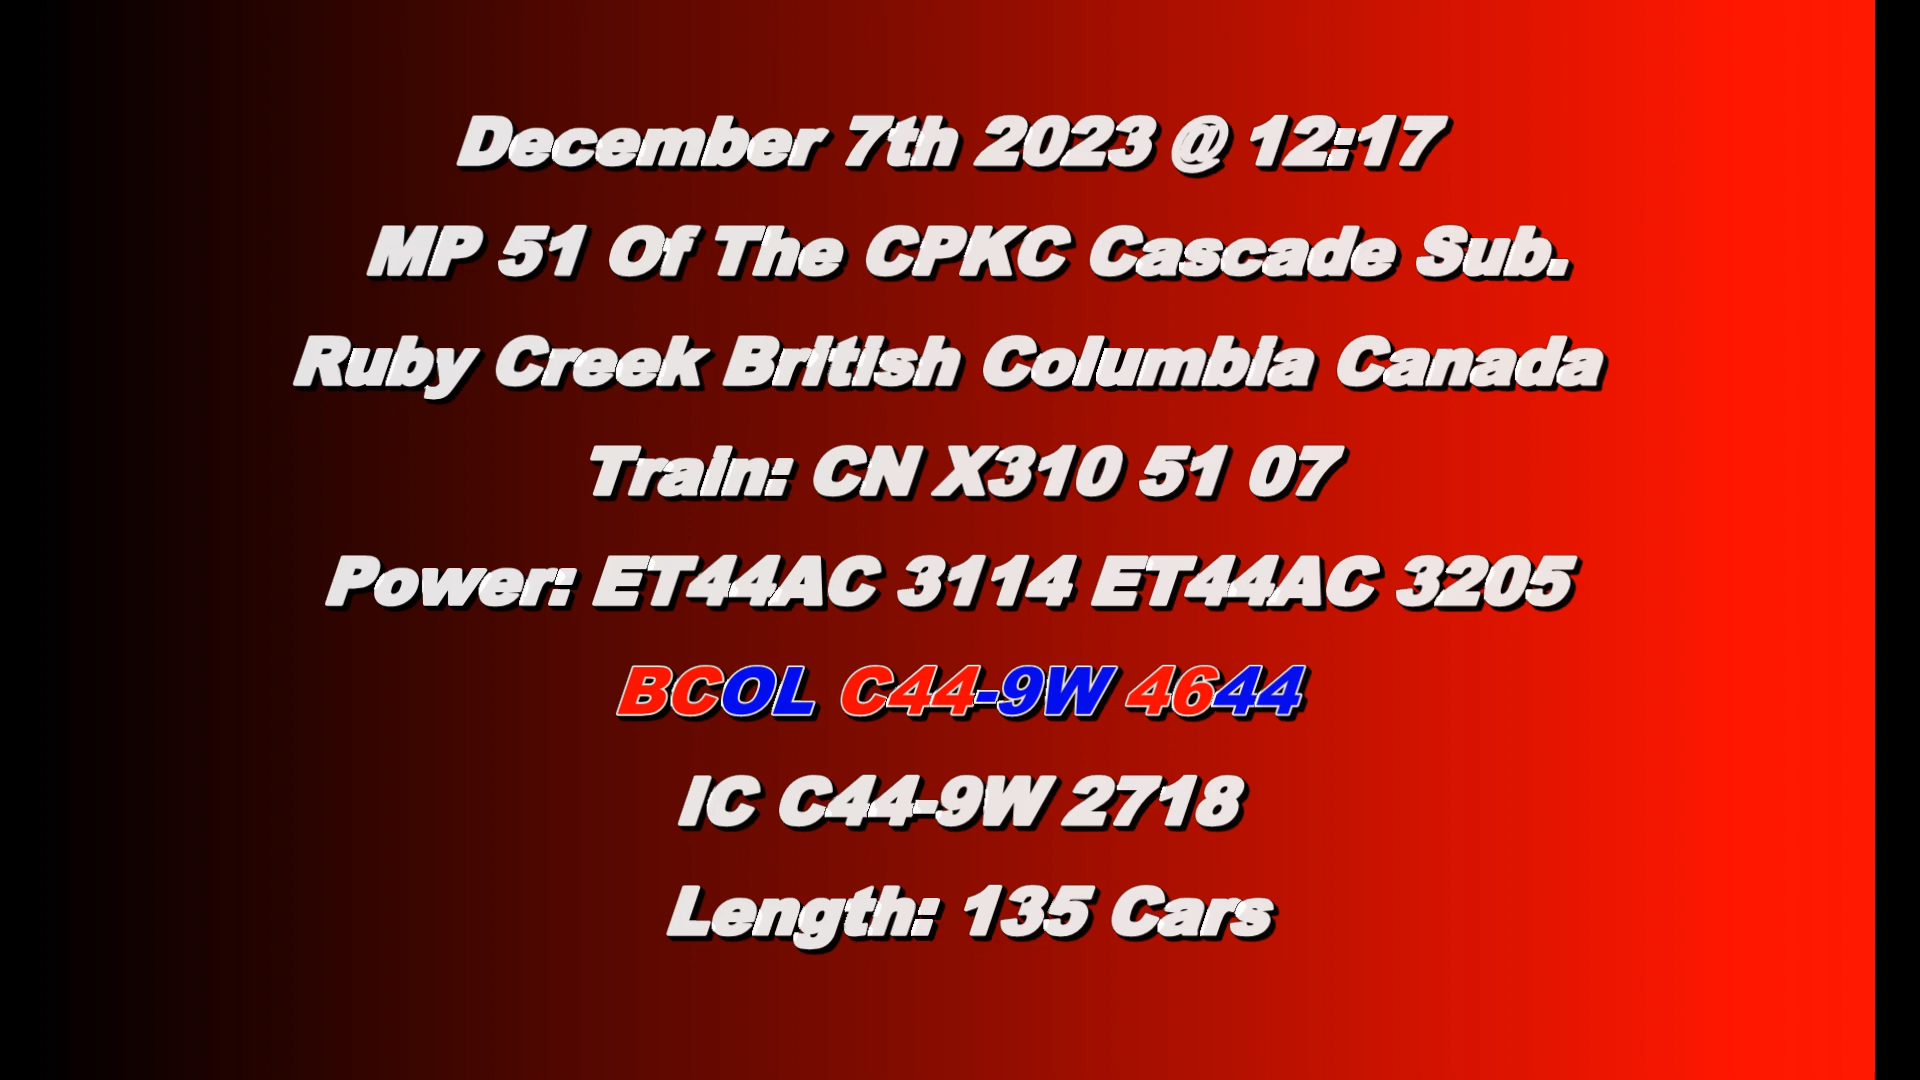 December 7th 2023 @ 12:17
MP 51 Of The CPKC Cascade Sub.
Ruby Creek British Columbia Canada
Train: CN X310 51 07
Power: ET44AC 3114 ET44AC 3205
BCOL C44-9W 4644
IC C44-9W 2718
Length: 135 Cars